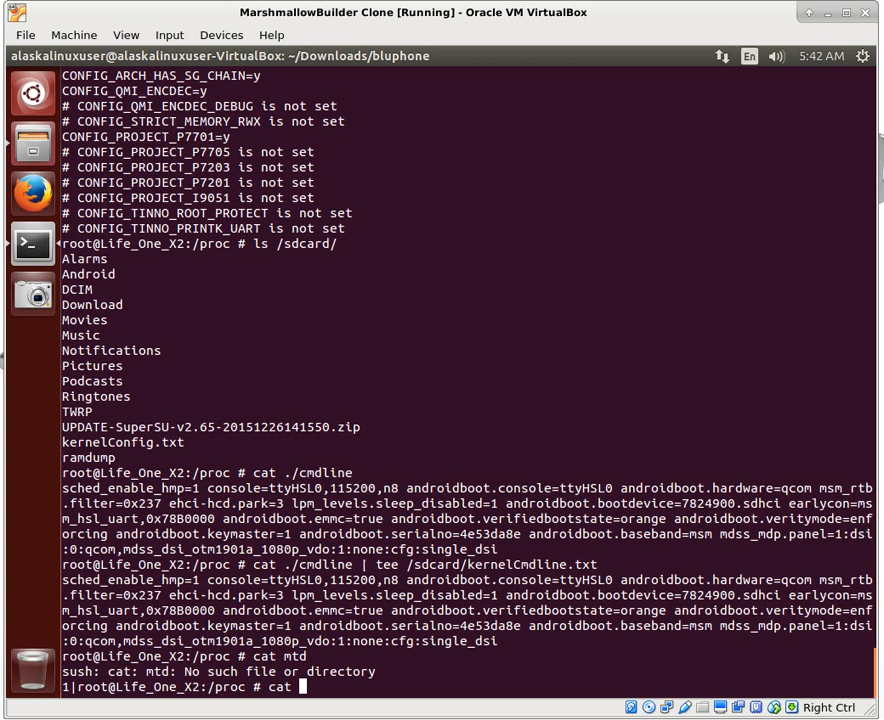 MarshmallowBuilder Clone [Running] - Oracle VM VirtualBox
File Machine View Input Devices Help
alaskalinuxuser@alaskalinuxuser-VirtualBox: ~/Downloads/bluphone En 5:42 AM
CONFIG_ARCH_HAS_SG_CHAIN=y
CONFIG_QMI_ENCDEC=y
# CONFIG_QMI_ENCDEC_DEBUG is not set
# CONFIG_STRICT_MEMORY_RWX is not set
CONFIG_PROJECT_P7701=y
# CONFIG_PROJECT_P7705 is not set
# CONFIG_PROJECT_P7203 is not set
# CONFIG_PROJECT_P7201 is not set
# CONFIG_PROJECT_I9051 is not set
# CONFIG_TINNO_ROOT_PROTECT is not set
# CONFIG_TINNO_PRINTK_UART is not set
root@Life_One_X2:/proc # ls /sdcard/
Alarms
Android
DCIM
Download
Movies
Music
Notifications
Pictures
Podcasts
Ringtones
TWRP
UPDATE-SuperSU-v2.65-20151226141550.zip
kernelConfig.txt
ramdump
root@Life_One_X2:/proc # cat ./cmdline
sched_enable_hmp=1 console=ttyHSL0,115200,n8 androidboot.console=ttyHSL0 androidboot.hardware=qcom msm_rtb
.filter=0x237 ehci-hcd.park=3 lpm_levels.sleep_disabled=1 androidboot.bootdevice=7824900.sdhci earlycon=ms
m_hsl_uart,0x78B0000 androidboot.emmc=true androidboot.verifiedbootstate=orange androidboot.veritymode=enf
orcing androidboot.keymaster=1 androidboot.serialno=4e53da8e androidboot.baseband=msm mdss_mdp.panel=1:dsi
:0:qcom,mdss_dsi_otm1901a_1080p_vdo:1:none:cfg:single_dsi
root@Life_One_X2:/proc # cat ./cmdline | tee /sdcard/kernelCmdline.txt
sched_enable_hmp=1 console=ttyHSL0,115200,n8 androidboot.console=ttyHSL0 androidboot.hardware=qcom msm_rtb
.filter=0x237 ehci-hcd.park=3 lpm_levels.sleep_disabled=1 androidboot.bootdevice=7824900.sdhci earlycon=ms
m_hsl_uart,0x78B0000 androidboot.emmc=true androidboot.verifiedbootstate=orange androidboot.veritymode=enf
orcing androidboot.keymaster=1 androidboot.serialno=4e53da8e androidboot.baseband=msm mdss_mdp.panel=1:dsi
:0:qcom,mdss_dsi_otm1901a_1080p_vdo:1:none:cfg:single_dsi
root@Life_One_X2:/proc # cat mtd
sush: cat: mtd: No such file or directory
1|root@Life_One_X2:/proc # cat
Right Ctrl